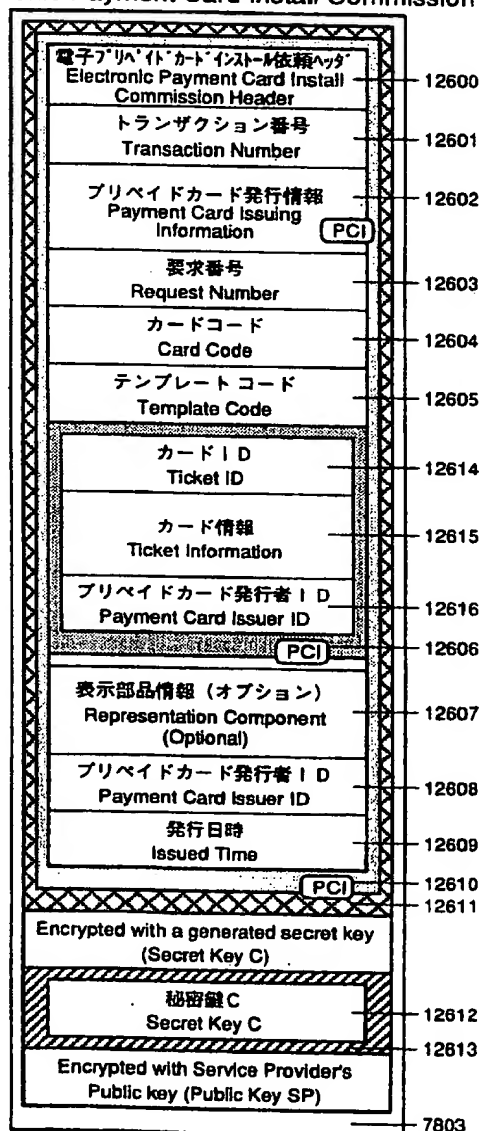 Payment Card Install Commission
電子プリペイドカードインストール依頼ヘッダ
Electronic Payment Card Install
Commission Header
12600
トランザクション番号
Transaction Number
12601
プリペイドカード発行情報
Payment Card Issuing
Information
PCI
12602
要求番号
Request Number
12603
カードコード
Card Code
12604
テンプレートコード
Template Code
12605
カードID
Ticket ID
12614
カード情報
Ticket Information
12615
プリペイドカード発行者ID
Payment Card Issuer ID
12616
PCI
12606
表示部品情報（オプション）
Representation Component
(Optional)
12607
プリペイドカード発行者ID
Payment Card Issuer ID
12608
発行日時
Issued Time
12609
PCI
12610
12611
Encrypted with a generated secret key
(Secret Key C)
秘密鍵C
Secret Key C
12612
12613
Encrypted with Service Provider's
Public key (Public Key SP)
7803